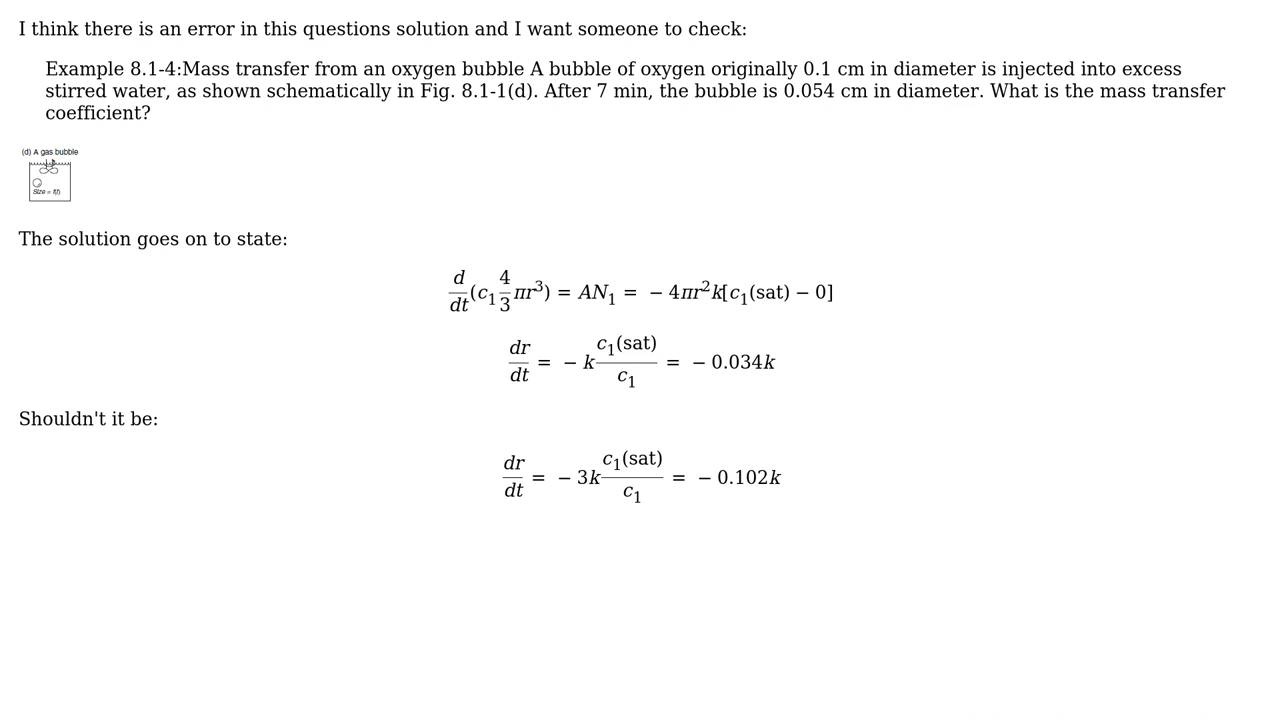 I think there is an error in this questions solution and I want someone to check:
Example 8.1-4:Mass transfer from an oxygen bubble A bubble of oxygen originally 0.1 cm in diameter is injected into excess
stirred water, as shown schematically in Fig. 8.1-1(d). After 7 min, the bubble is 0.054 cm in diameter. What is the mass transfer
coefficient?
(d) A gas bubble
Size = f(t)
The solution goes on to state:
d/dt (c₁ 4/3 πr³) = AN₁ = − 4πr²k[c₁(sat) − 0]
dr/dt = − k c₁(sat)/c₁ = − 0.034k
Shouldn't it be:
dr/dt = − 3k c₁(sat)/c₁ = − 0.102k